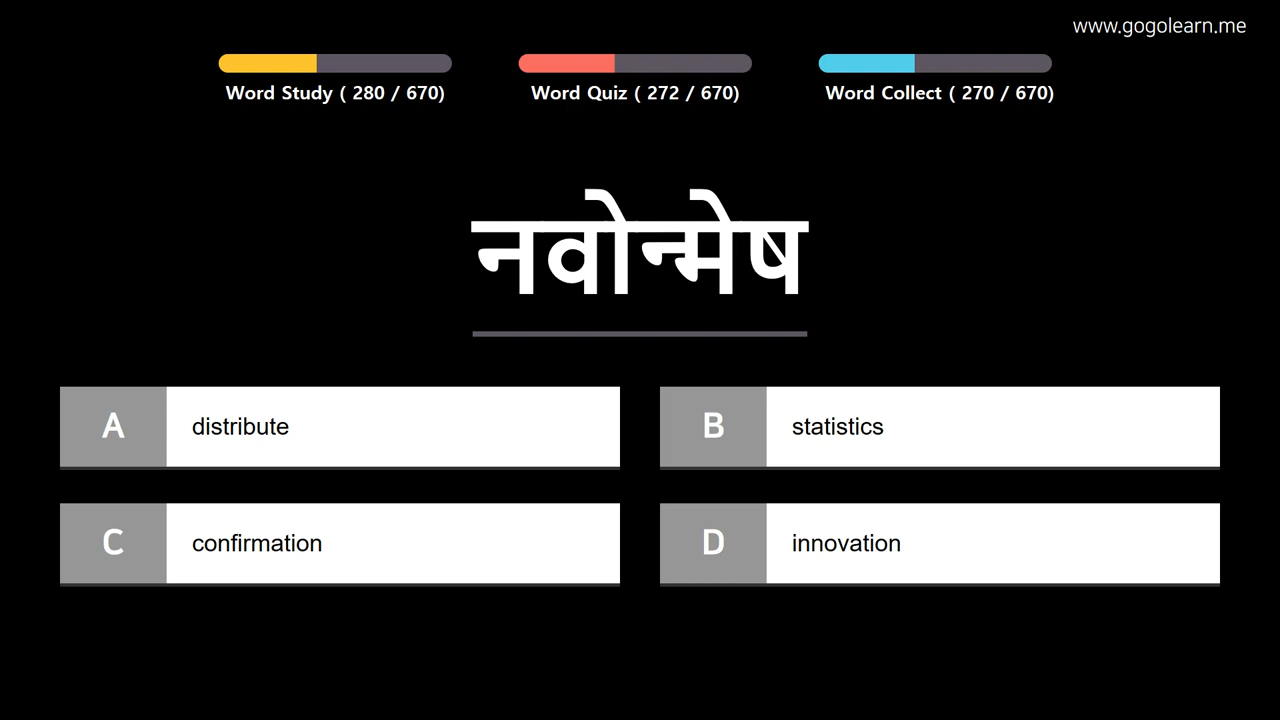 www.gogolearn.me
Word Study ( 280 / 670)
Word Quiz ( 272 / 670)
Word Collect ( 270 / 670)
नवोन्मेष
A distribute
B statistics
C confirmation
D innovation